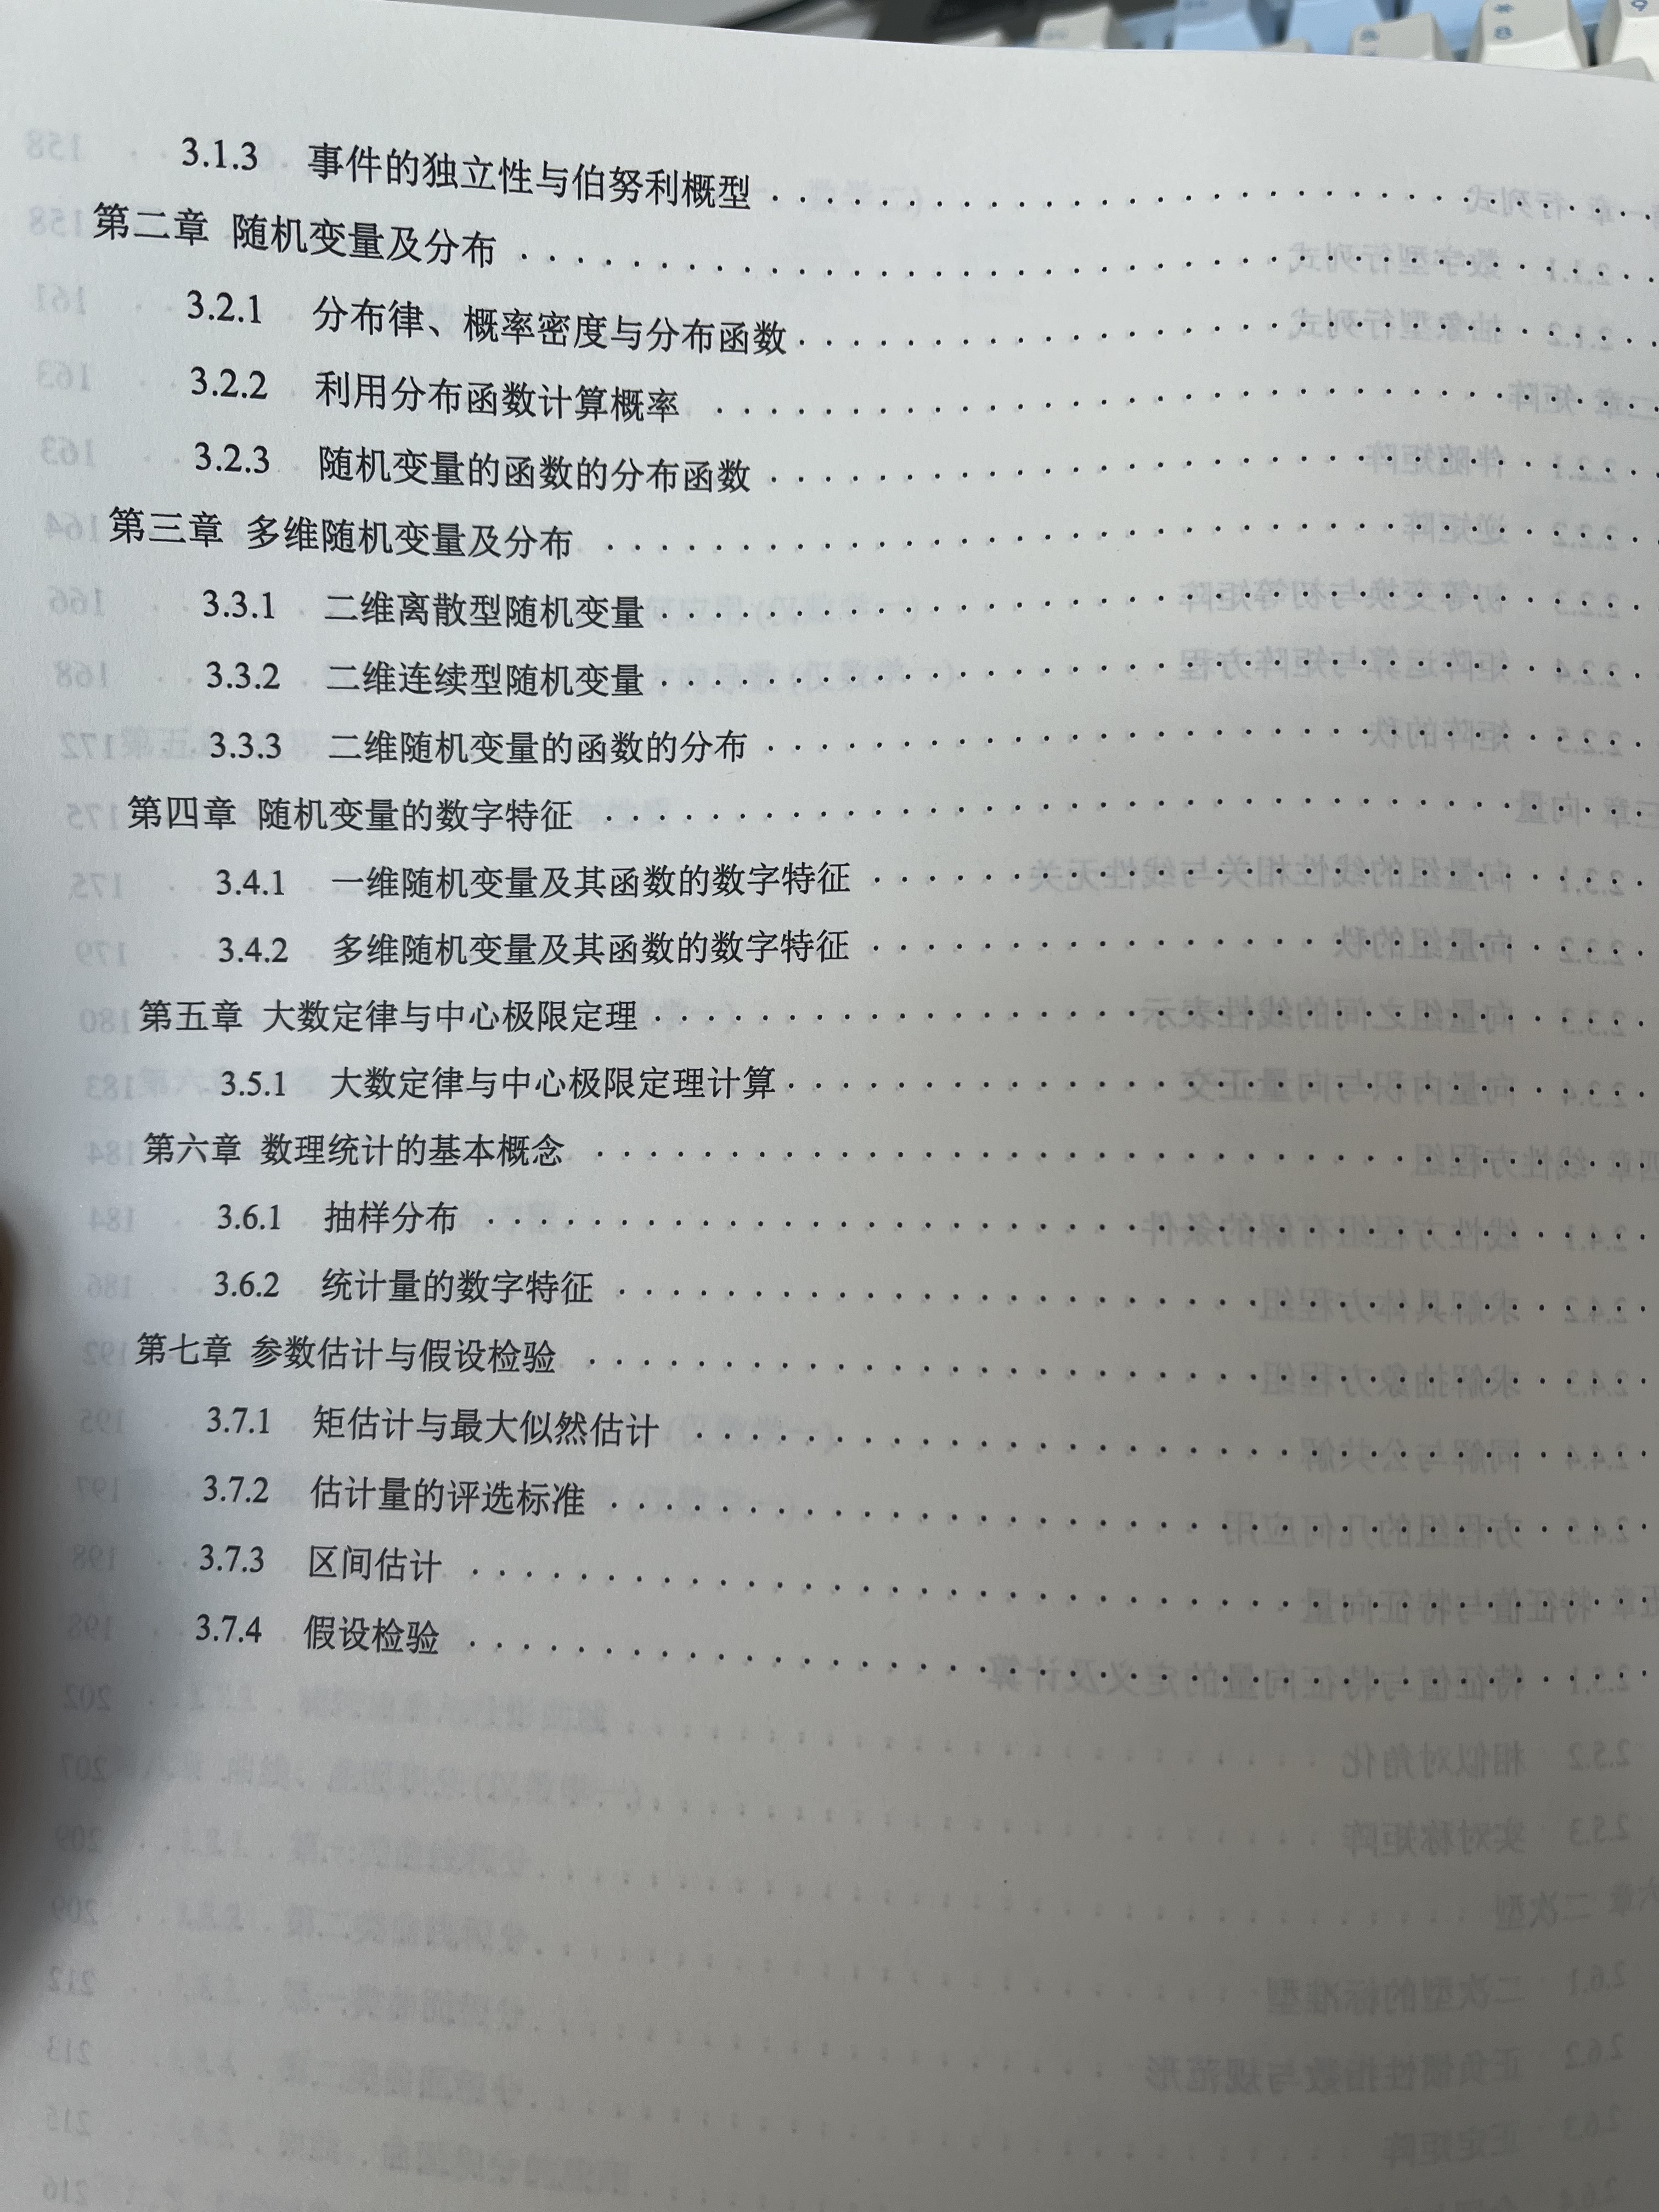 3.1.3 事件的独立性与伯努利概型
第二章 随机变量及分布
3.2.1 分布律、概率密度与分布函数
3.2.2 利用分布函数计算概率
3.2.3 随机变量的函数的分布函数
第三章 多维随机变量及分布
3.3.1 二维离散型随机变量
3.3.2 二维连续型随机变量
3.3.3 二维随机变量的函数的分布
第四章 随机变量的数字特征
3.4.1 一维随机变量及其函数的数字特征
3.4.2 多维随机变量及其函数的数字特征
第五章 大数定律与中心极限定理
3.5.1 大数定律与中心极限定理计算
第六章 数理统计的基本概念
3.6.1 抽样分布
3.6.2 统计量的数字特征
第七章 参数估计与假设检验
3.7.1 矩估计与最大似然估计
3.7.2 估计量的评选标准
3.7.3 区间估计
3.7.4 假设检验